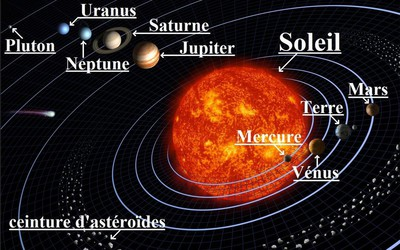 Uranus
Saturne
Pluton
Neptune
Jupiter
Soleil
Mars
Terre
Mercure
Vénus
ceinture d'astéroïdes